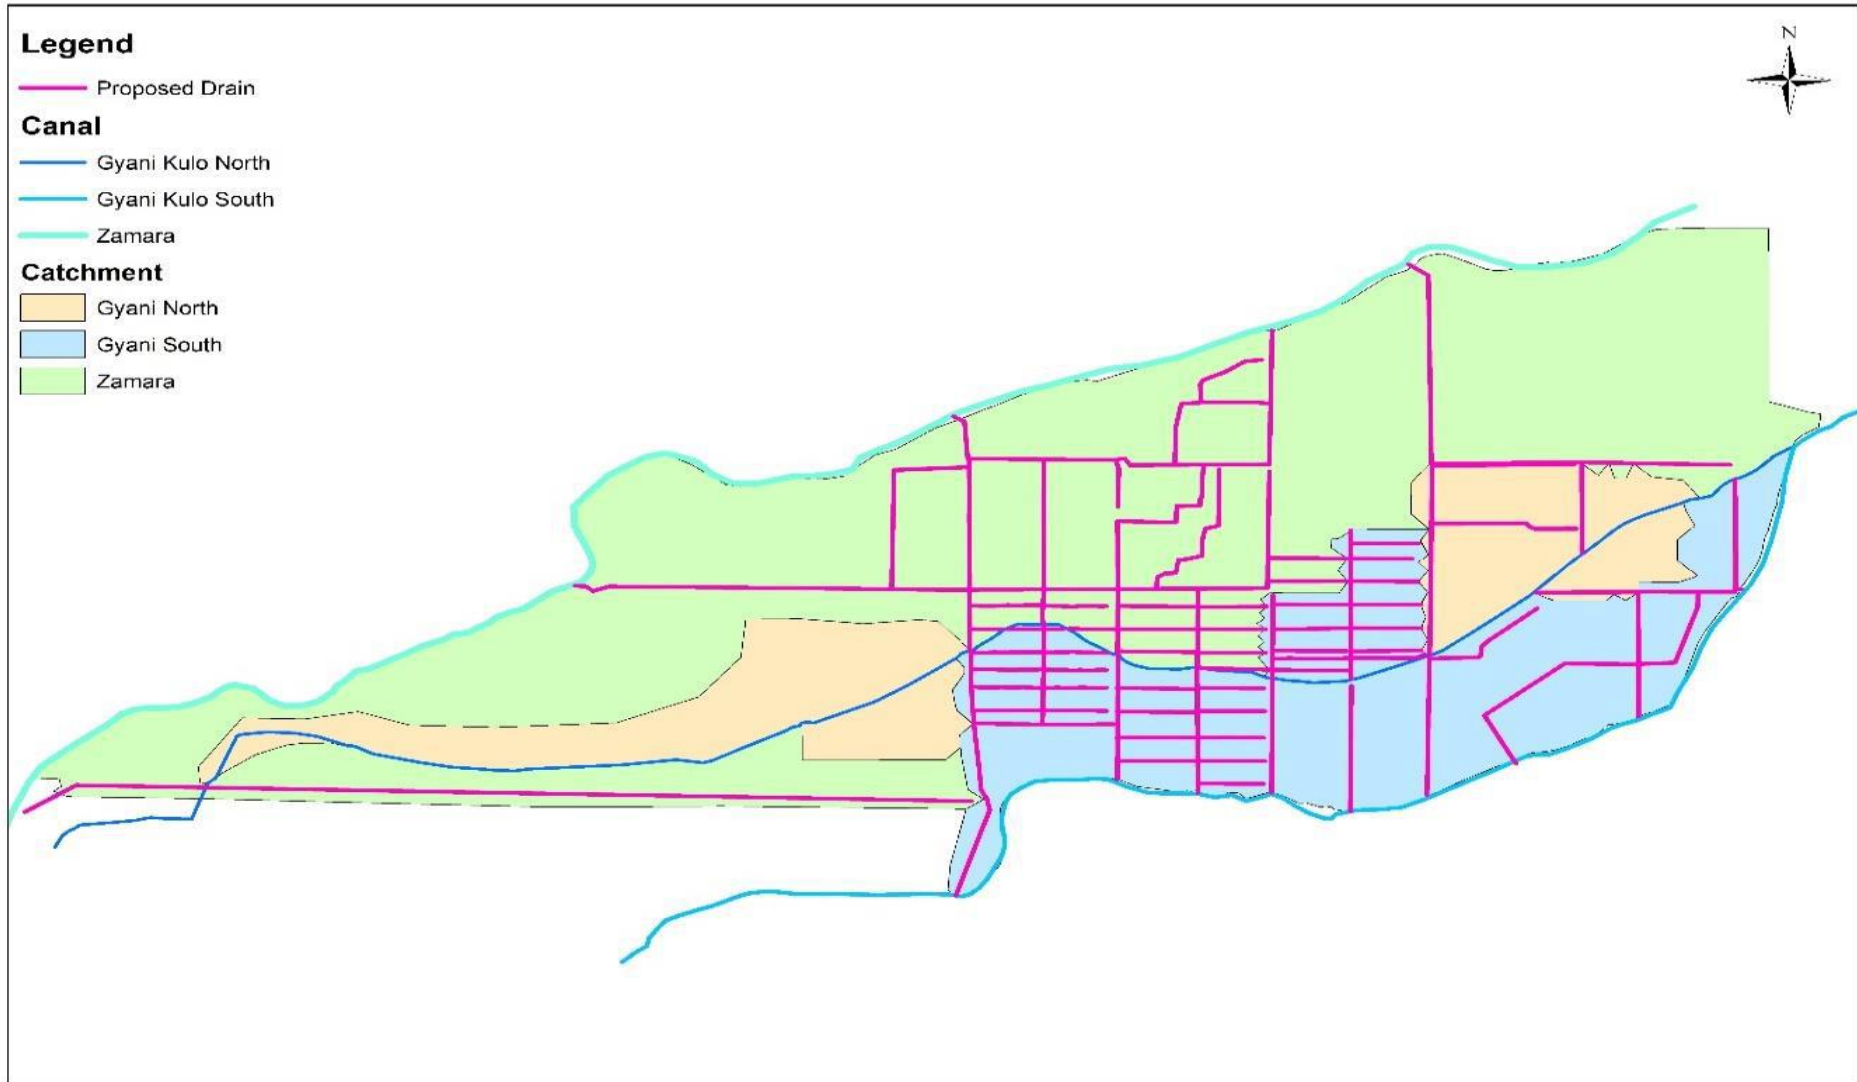 Legend
Proposed Drain
Canal
Gyani Kulo North
Gyani Kulo South
Zamara
Catchment
Gyani North
Gyani South
Zamara
N